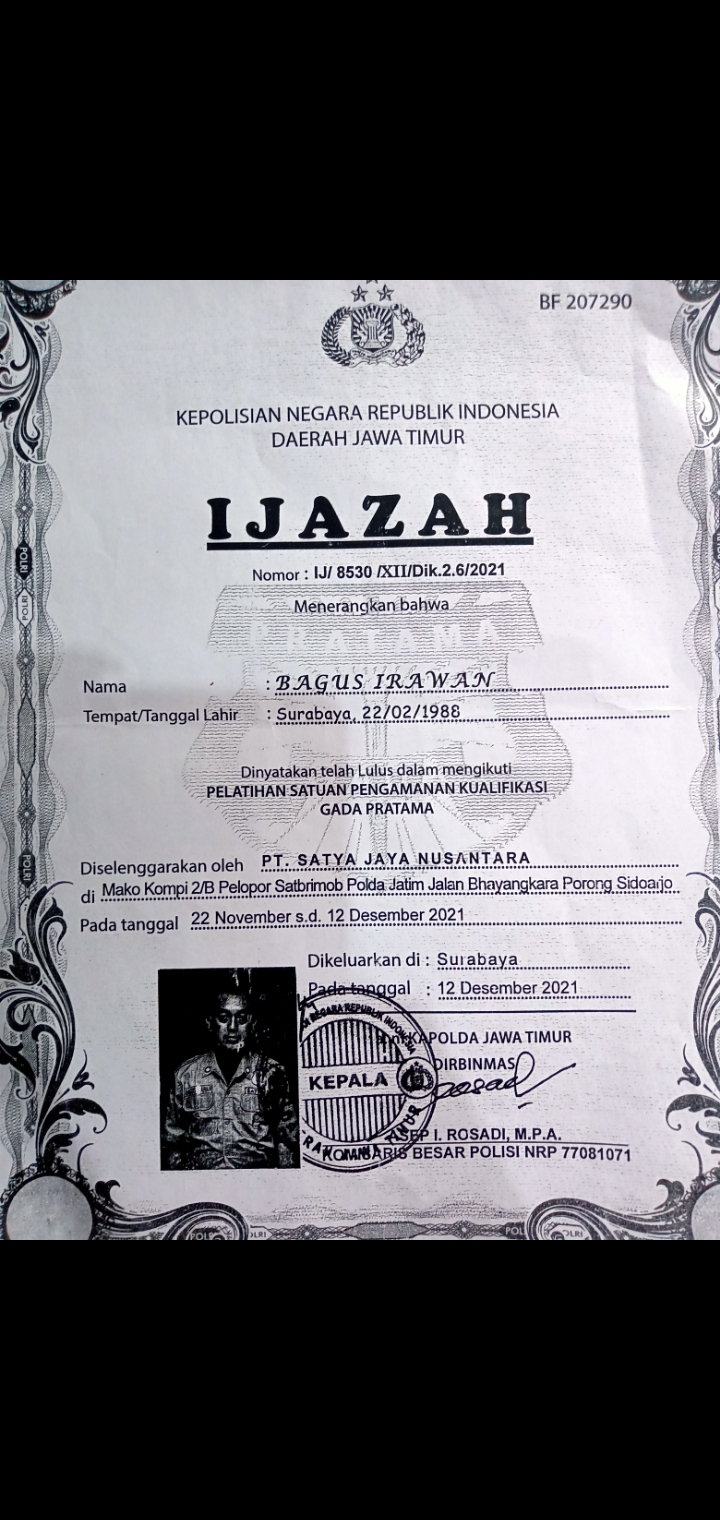 BF 207290
KEPOLISIAN NEGARA REPUBLIK INDONESIA
DAERAH JAWA TIMUR
IJAZAH
Nomor : IJ/ 8530 /XII/Dik.2.6/2021
Menerangkan bahwa
PRATAMA
Nama : BAGUS IRAWAN
Tempat/Tanggal Lahir : Surabaya, 22/02/1988
Dinyatakan telah Lulus dalam mengikuti
PELATIHAN SATUAN PENGAMANAN KUALIFIKASI
GADA PRATAMA
Diselenggarakan oleh PT. SATYA JAYA NUSANTARA
di Mako Kompi 2/B Pelopor Satbrimob Polda Jatim Jalan Bhayangkara Porong Sidoarjo
Pada tanggal 22 November s.d. 12 Desember 2021
Dikeluarkan di : Surabaya
Pada tanggal : 12 Desember 2021
KAPOLDA JAWA TIMUR
DIRBINMAS
NEGARA REPUBLIK INDONESIA
KEPALA
JAWA TIMUR
ASEP I. ROSADI, M.P.A.
KOMISARIS BESAR POLISI NRP 77081071
POLRI
POLRI
POLRI